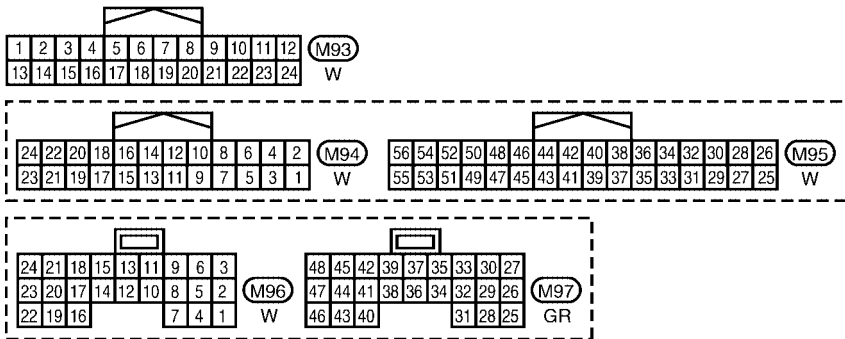 1 2 3 4 5 6 7 8 9 10 11 12 M93
13 14 15 16 17 18 19 20 21 22 23 24 W
24 22 20 18 16 14 12 10 8 6 4 2 M94 56 54 52 50 48 46 44 42 40 38 36 34 32 30 28 26 M95
23 21 19 17 15 13 11 9 7 5 3 1 W 55 53 51 49 47 45 43 41 39 37 35 33 31 29 27 25 W
24 21 18 15 13 11 9 6 3 48 45 42 39 37 35 33 30 27
23 20 17 14 12 10 8 5 2 M96 47 44 41 38 36 34 32 29 26 M97
22 19 16 7 4 1 W 46 43 40 31 28 25 GR